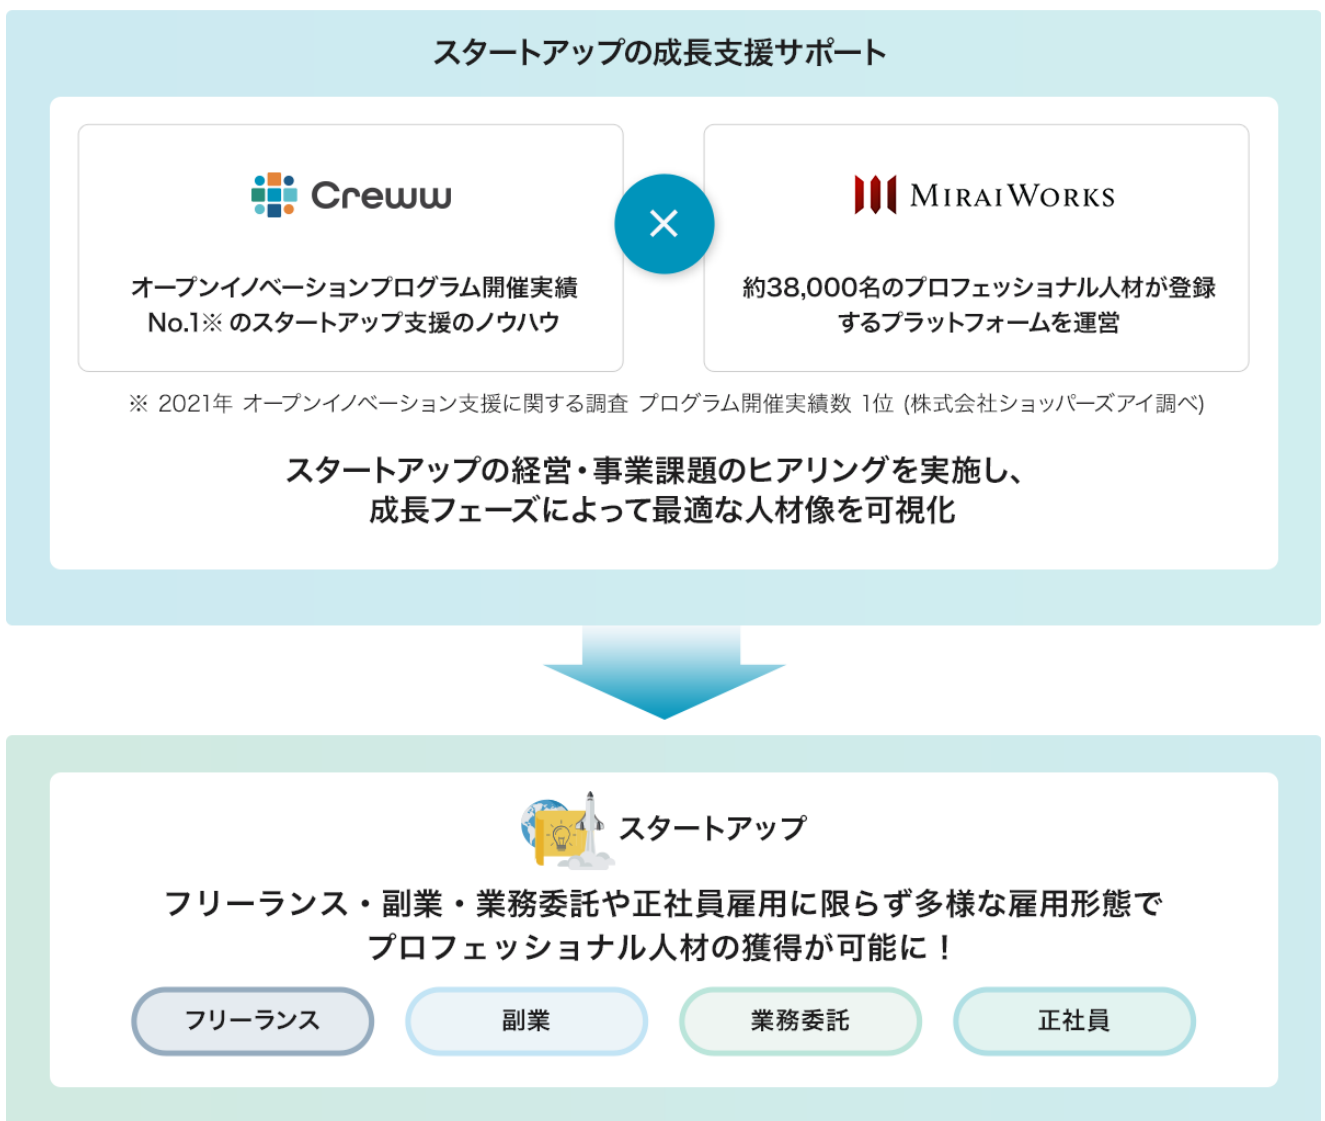 スタートアップの成長支援サポート
Creww
オープンイノベーションプログラム開催実績
No.1※ のスタートアップ支援のノウハウ
×
MIRAIWORKS
約38,000名のプロフェッショナル人材が登録
するプラットフォームを運営
※ 2021年 オープンイノベーション支援に関する調査 プログラム開催実績数 1位 (株式会社ショッパーズアイ調べ)
スタートアップの経営・事業課題のヒアリングを実施し、
成長フェーズによって最適な人材像を可視化
スタートアップ
フリーランス・副業・業務委託や正社員雇用に限らず多様な雇用形態で
プロフェッショナル人材の獲得が可能に！
フリーランス
副業
業務委託
正社員